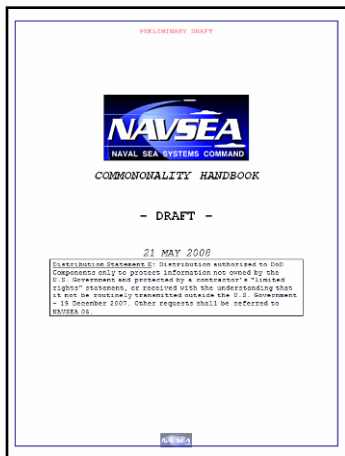 PRELIMINARY DRAFT
NAVSEA
NAVAL SEA SYSTEMS COMMAND
COMMONONALITY HANDBOOK
- DRAFT -
21 MAY 2008
Distribution Statement E: Distribution authorized to DoD
Components only to protect information not owned by the
U.S. Government and protected by a contractor's "limited
rights" statement, or received with the understanding that
it not be routinely transmitted outside the U.S. Government
- 19 December 2007. Other requests shall be referred to
NAVSEA 05.
NAVSEA